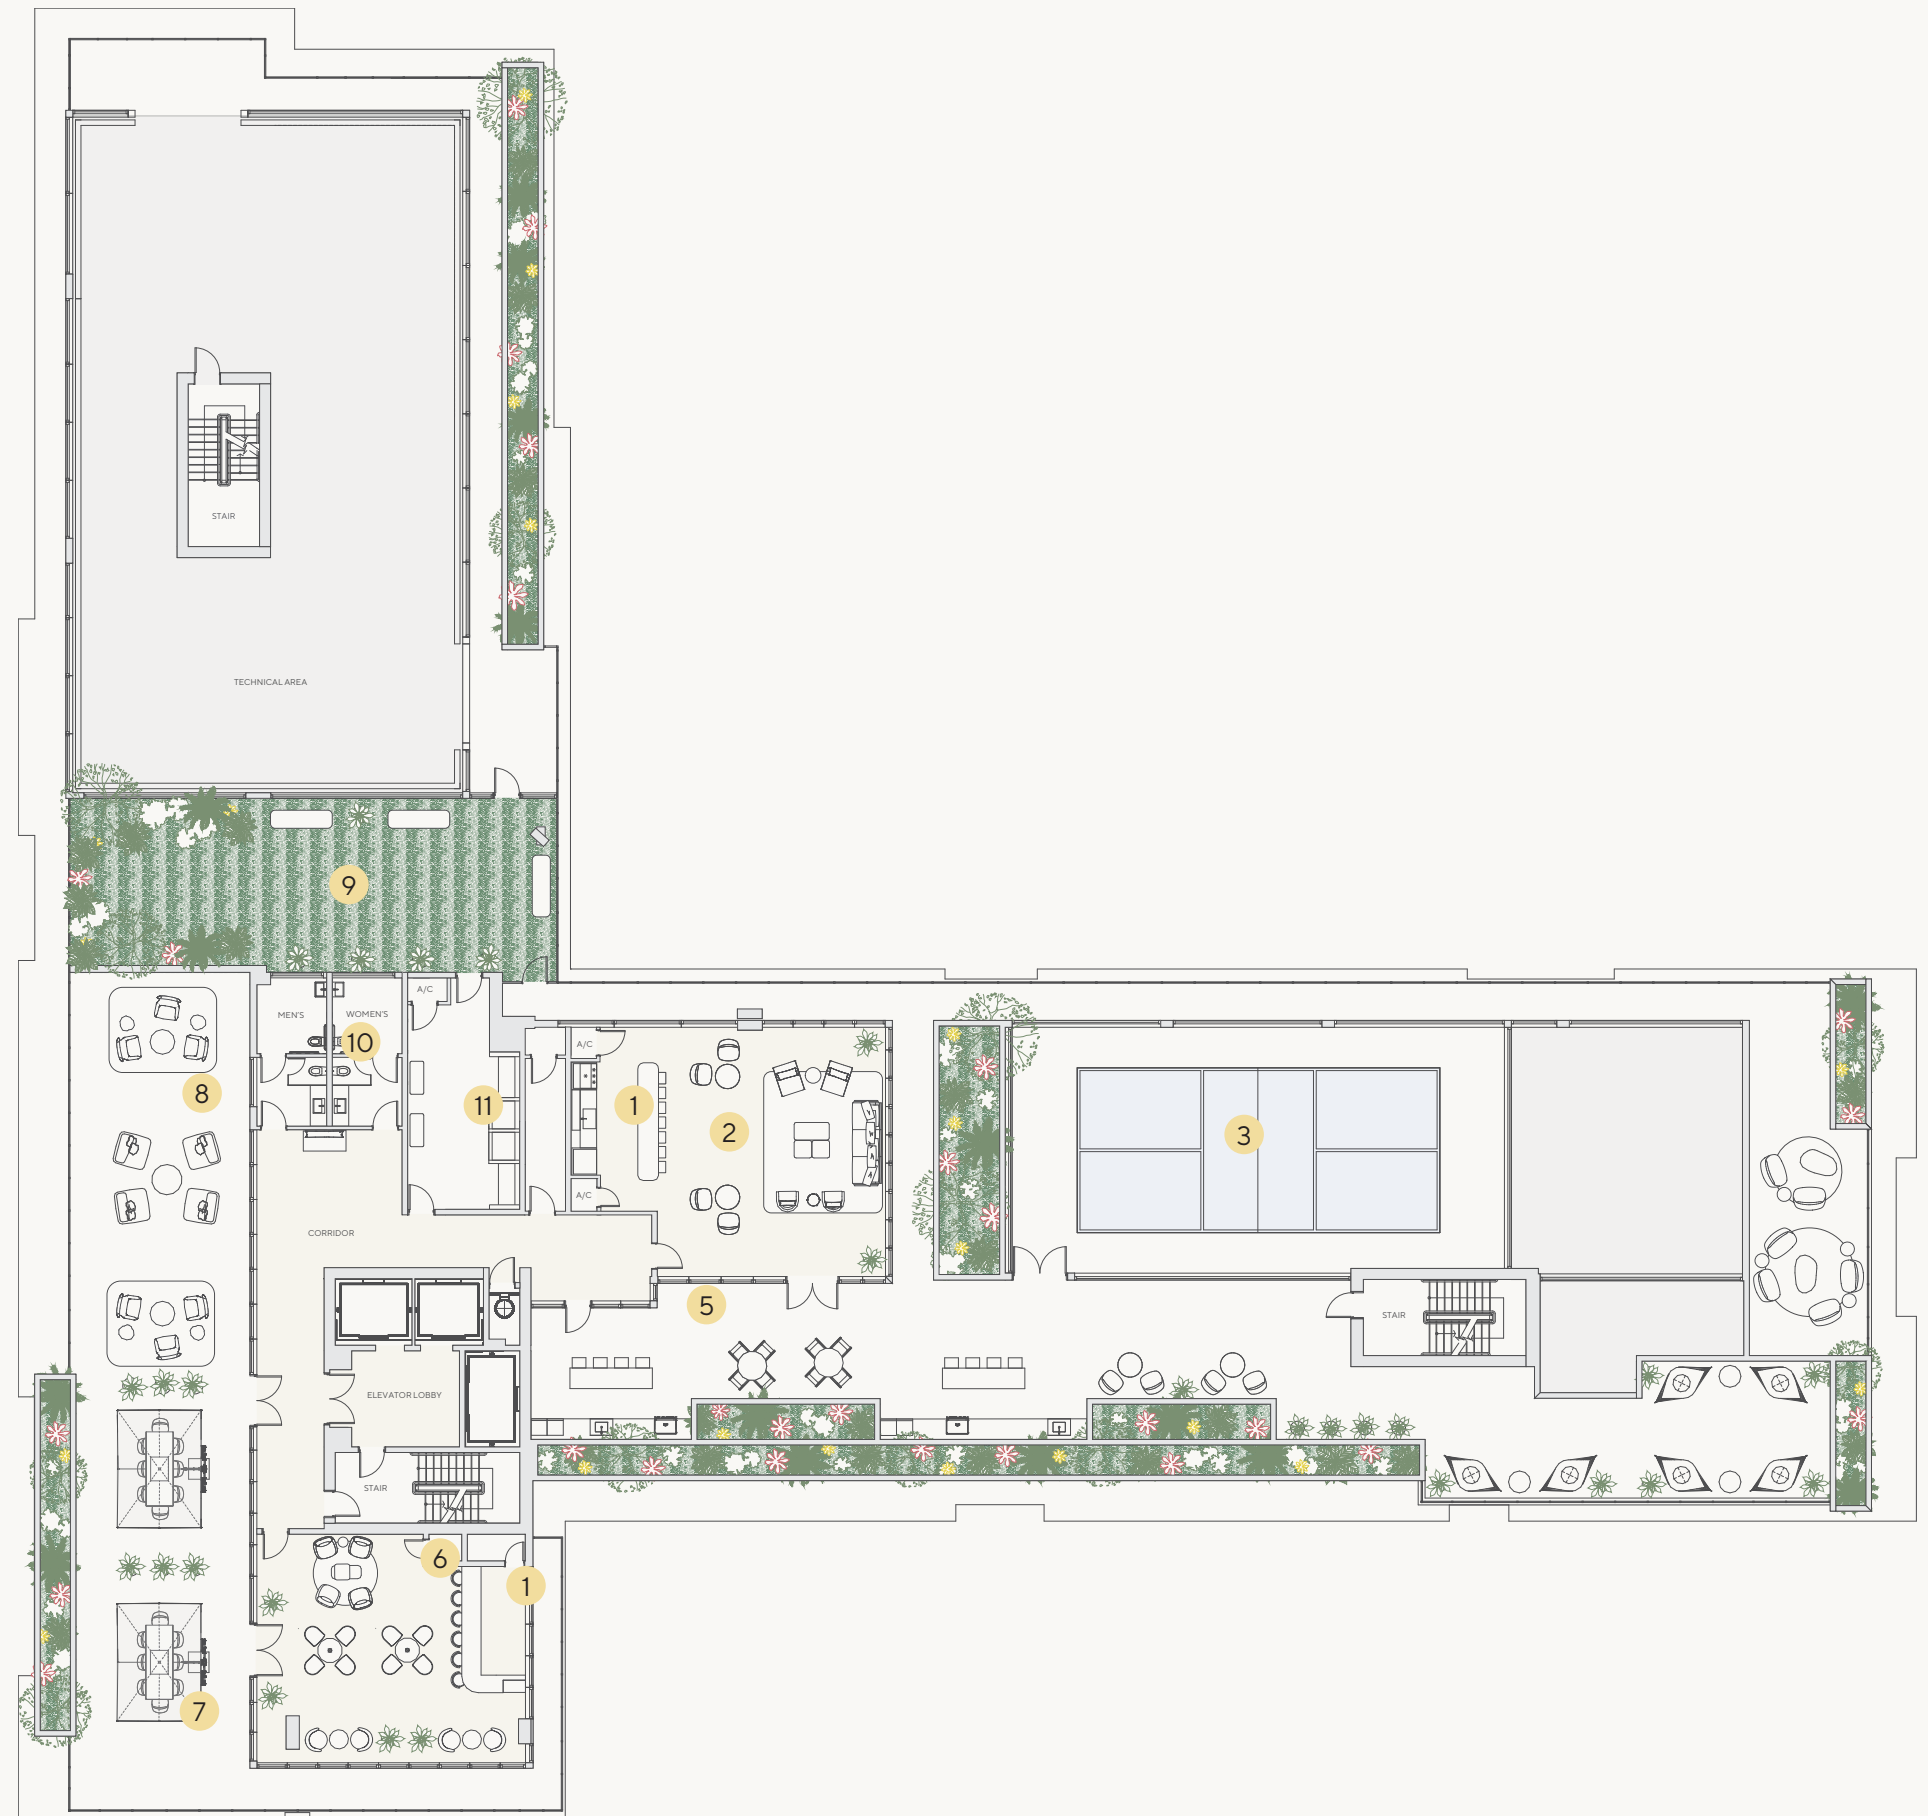 STAIR
TECHNICAL AREA
9
A/C
MEN'S
WOMEN'S
10
A/C
8
11
1
2
3
A/C
CORRIDOR
5
STAIR
ELEVATOR LOBBY
STAIR
6
1
7